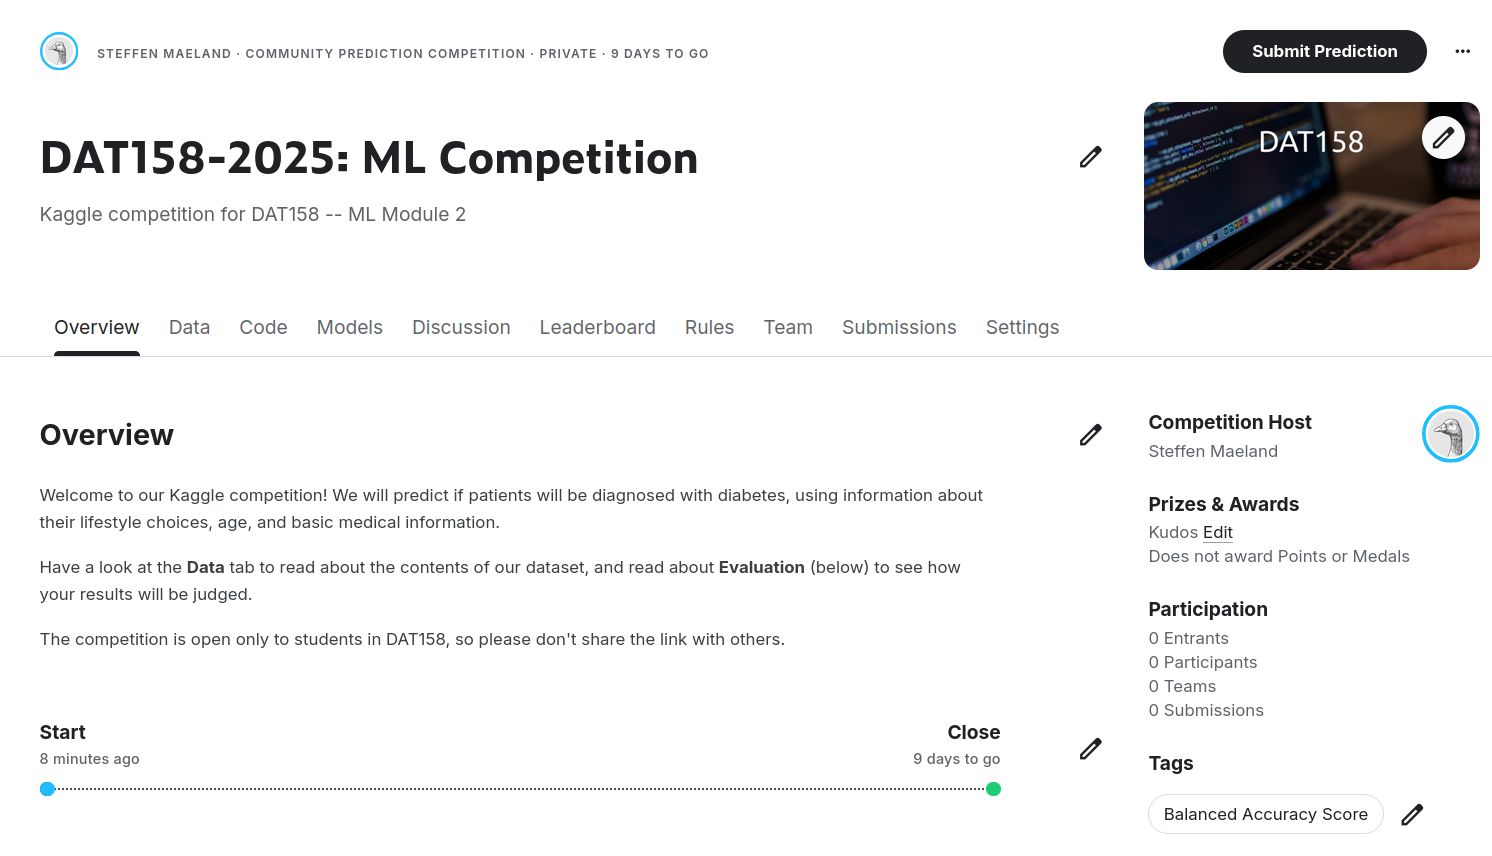 STEFFEN MAELAND · COMMUNITY PREDICTION COMPETITION · PRIVATE · 9 DAYS TO GO
Submit Prediction
DAT158-2025: ML Competition
Kaggle competition for DAT158 -- ML Module 2
DAT158
Overview Data Code Models Discussion Leaderboard Rules Team Submissions Settings
Overview
Welcome to our Kaggle competition! We will predict if patients will be diagnosed with diabetes, using information about
their lifestyle choices, age, and basic medical information.
Have a look at the Data tab to read about the contents of our dataset, and read about Evaluation (below) to see how
your results will be judged.
The competition is open only to students in DAT158, so please don't share the link with others.
Start
8 minutes ago
Close
9 days to go
Competition Host
Steffen Maeland
Prizes & Awards
Kudos Edit
Does not award Points or Medals
Participation
0 Entrants
0 Participants
0 Teams
0 Submissions
Tags
Balanced Accuracy Score